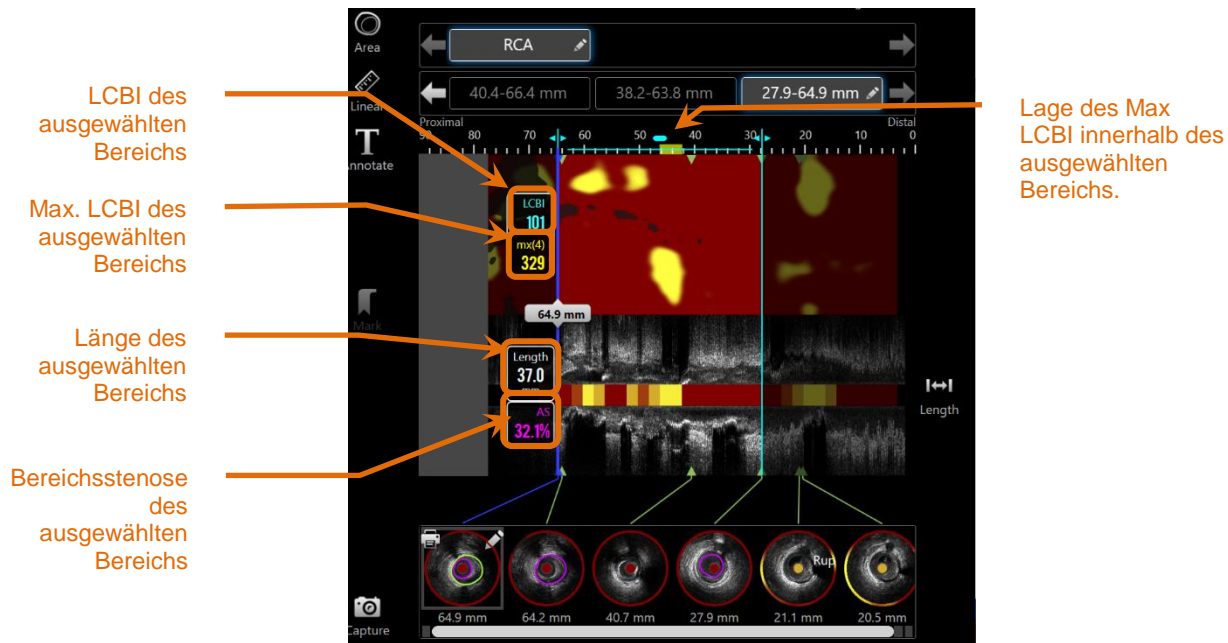 Area
RCA
LCBI des
ausgewählten
Bereichs
Linear
40.4-66.4 mm
38.2-63.8 mm
27.9-64.9 mm
Lage des Max
LCBI innerhalb des
ausgewählten
Bereichs.
Proximal
Distal
90 80 70 60 50 40 30 20 10 0
T
Annotate
LCBI
101
Max. LCBI des
ausgewählten
Bereichs
mx(4)
329
Mark
64.9 mm
Länge des
ausgewählten
Bereichs
Length
37.0
mm
Length
AS
32.1%
Bereichsstenose
des
ausgewählten
Bereichs
Rup
64.9 mm
64.2 mm
40.7 mm
27.9 mm
21.1 mm
20.5 mm
Capture